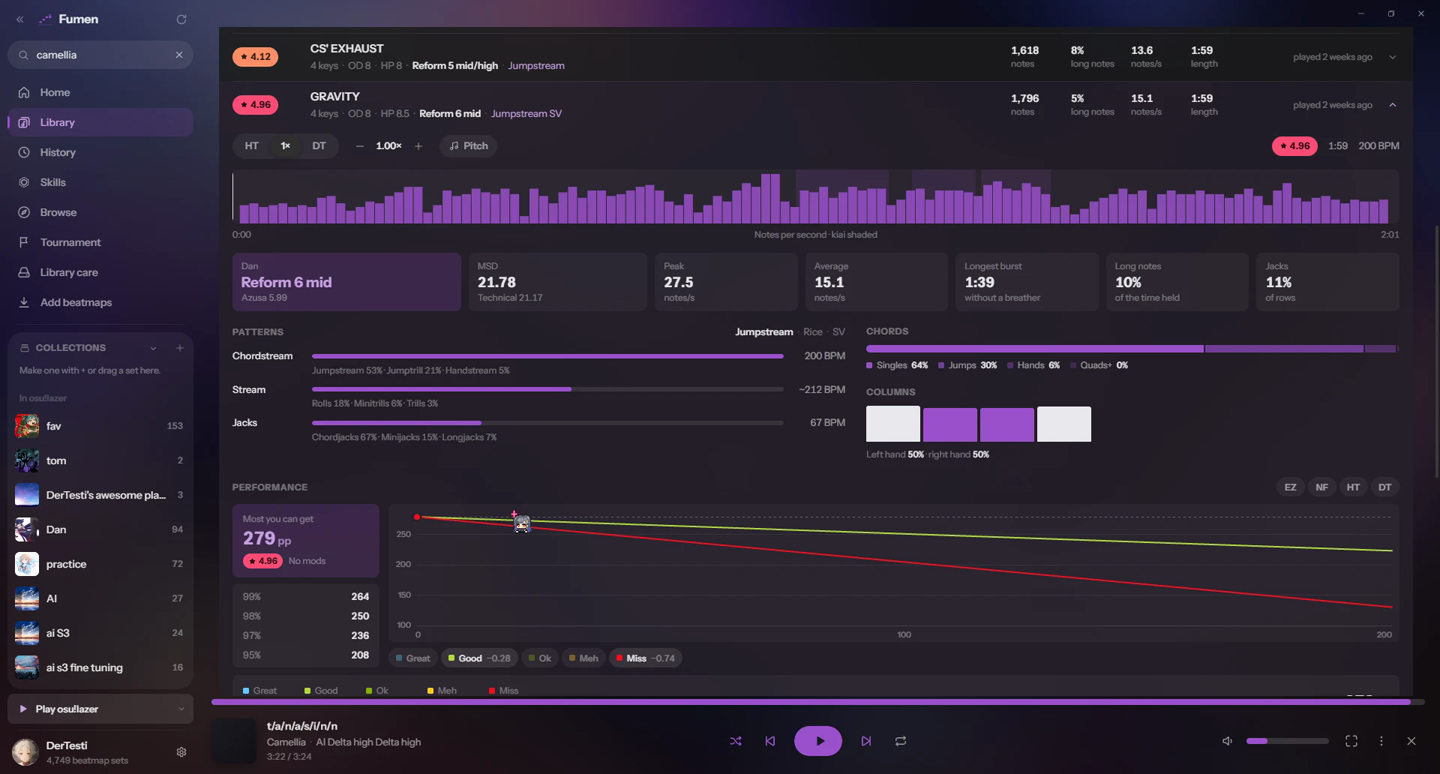 Fumen
camellia
Home
Library
History
Skills
Browse
Tournament
Library care
Add beatmaps
COLLECTIONS
Make one with + or drag a set here.
In osu!lazer
fav 153
tom 2
DerTesti's awesome pla... 3
Dan 94
practice 72
AI 27
ai S3 24
ai s3 fine tuning 16
Play osu!lazer
DerTesti
4,749 beatmap sets
★ 4.12
CS' EXHAUST
4 keys · OD 8 · HP 8 · Reform 5 mid/high · Jumpstream
1,618 8% 13.6 1:59
notes long notes notes/s length
played 2 weeks ago
★ 4.96
GRAVITY
4 keys · OD 8 · HP 8.5 · Reform 6 mid · Jumpstream SV
1,796 5% 15.1 1:59
notes long notes notes/s length
played 2 weeks ago
HT 1× DT − 1.00× + Pitch
★ 4.96 1:59 200 BPM
0:00 Notes per second · kiai shaded 2:01
Dan
Reform 6 mid
Azusa 5.99
MSD
21.78
Technical 21.17
Peak
27.5
notes/s
Average
15.1
notes/s
Longest burst
1:39
without a breather
Long notes
10%
of the time held
Jacks
11%
of rows
PATTERNS Jumpstream · Rice · SV
Chordstream 200 BPM
Jumpstream 53% · Jumptrill 21% · Handstream 5%
Stream ~212 BPM
Rolls 18% · Minitrills 6% · Trills 3%
Jacks 67 BPM
Chordjacks 67% · Minijacks 15% · Longjacks 7%
CHORDS
Singles 64% Jumps 30% Hands 6% Quads+ 0%
COLUMNS
Left hand 50% · right hand 50%
PERFORMANCE EZ NF HT DT
Most you can get
279 pp
★ 4.96 No mods
99% 264
98% 250
97% 236
95% 208
250
200
150
100
0 100 200
Great Good −0.28 Ok Meh Miss −0.74
Great Good Ok Meh Miss
t/a/n/a/s/i/n/n
Camellia · AI Delta high Delta high
3:22 / 3:24